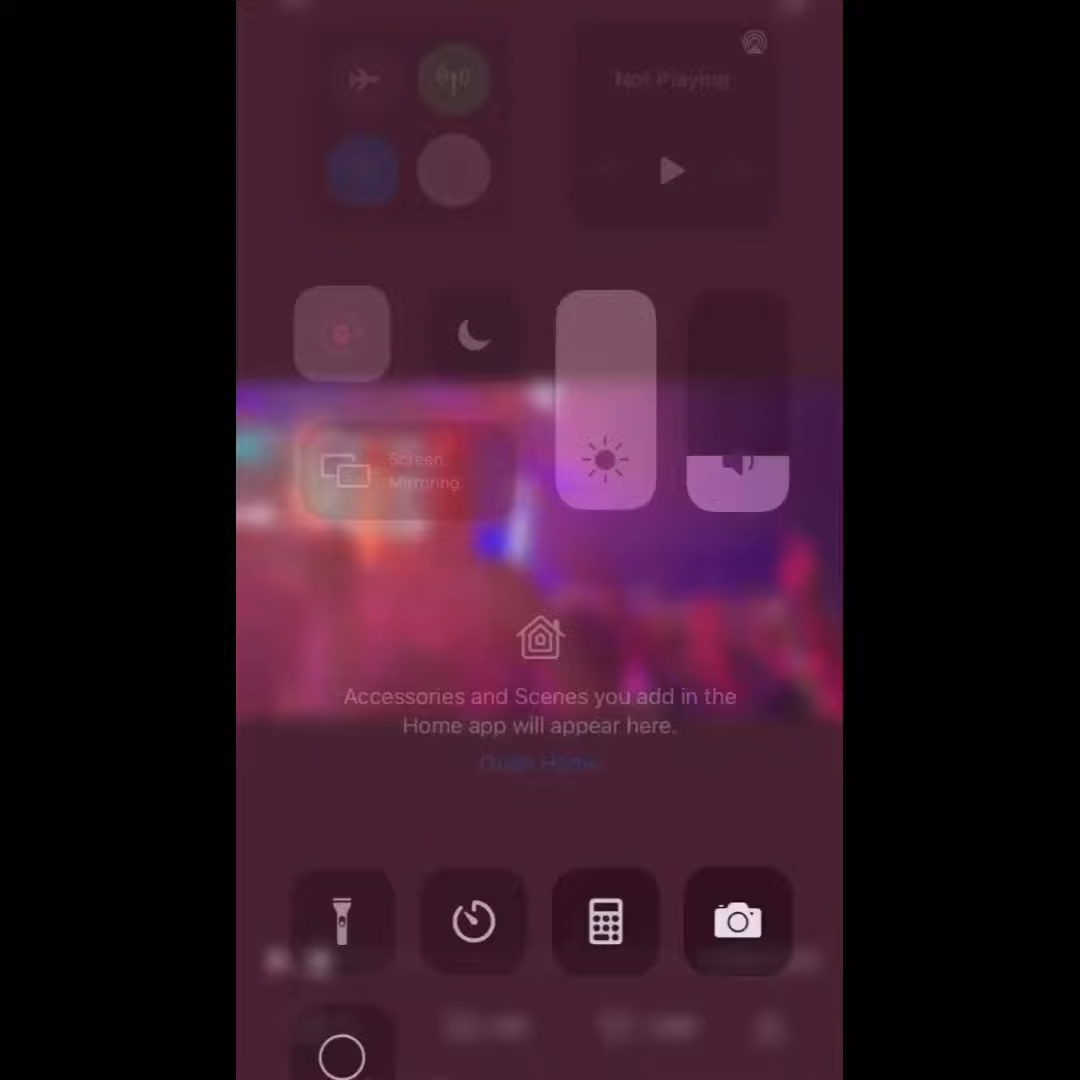 Not Playing
Screen
Mirroring
Accessories and Scenes you add in the
Home app will appear here.
Open Home